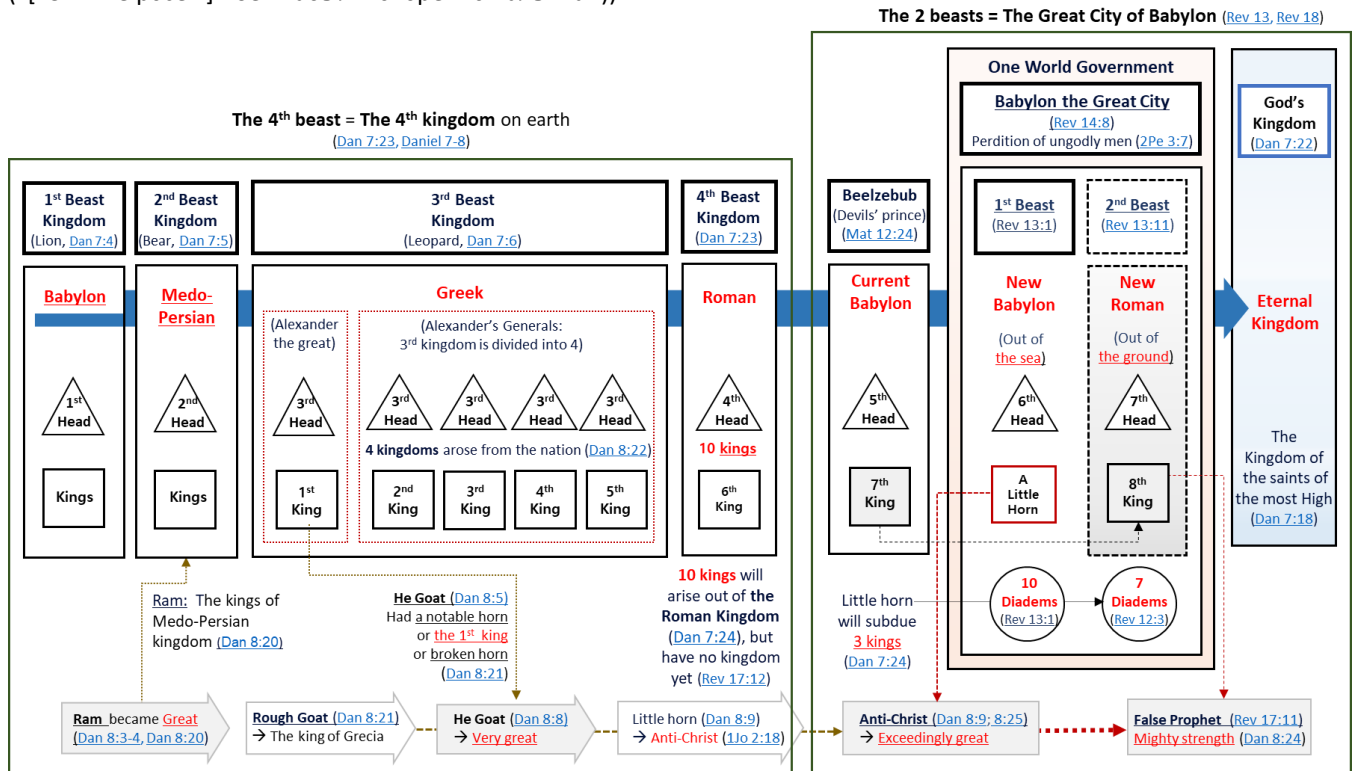 The 2 beasts = The Great City of Babylon (Rev 13, Rev 18)
The 4th beast = The 4th kingdom on earth
(Dan 7:23, Daniel 7-8)
1st Beast
Kingdom
(Lion, Dan 7:4)
2nd Beast
Kingdom
(Bear, Dan 7:5)
3rd Beast
Kingdom
(Leopard, Dan 7:6)
4th Beast
Kingdom
(Dan 7:23)
Babylon
Medo-
Persian
Greek
Roman
(Alexander
the great)
(Alexander's Generals:
3rd kingdom is divided into 4)
1st
Head
2nd
Head
3rd
Head
3rd
Head
3rd
Head
3rd
Head
3rd
Head
4th
Head
4 kingdoms arose from the nation (Dan 8:22)
10 kings
Kings
Kings
1st
King
2nd
King
3rd
King
4th
King
5th
King
6th
King
One World Government
Babylon the Great City
(Rev 14:8)
Perdition of ungodly men (2Pe 3:7)
God's
Kingdom
(Dan 7:22)
Beelzebub
(Devils' prince)
(Mat 12:24)
1st Beast
(Rev 13:1)
2nd Beast
(Rev 13:11)
Current
Babylon
New
Babylon
(Out of
the sea)
New
Roman
(Out of
the ground)
Eternal
Kingdom
5th
Head
6th
Head
7th
Head
7th
King
A
Little
Horn
8th
King
The
Kingdom of
the saints of
the most High
(Dan 7:18)
10
Diadems
(Rev 13:1)
7
Diadems
(Rev 12:3)
Little horn
will subdue
3 kings
(Dan 7:24)
Ram: The kings of
Medo-Persian
kingdom (Dan 8:20)
He Goat (Dan 8:5)
Had a notable horn
or the 1st king
or broken horn
(Dan 8:21)
10 kings will
arise out of the
Roman Kingdom
(Dan 7:24), but
have no kingdom
yet (Rev 17:12)
Ram became Great
(Dan 8:3-4, Dan 8:20)
Rough Goat (Dan 8:21)
→ The king of Grecia
He Goat (Dan 8:8)
→ Very great
Little horn (Dan 8:9)
→ Anti-Christ (1Jo 2:18)
Anti-Christ (Dan 8:9; 8:25)
→ Exceedingly great
False Prophet (Rev 17:11)
Mighty strength (Dan 8:24)